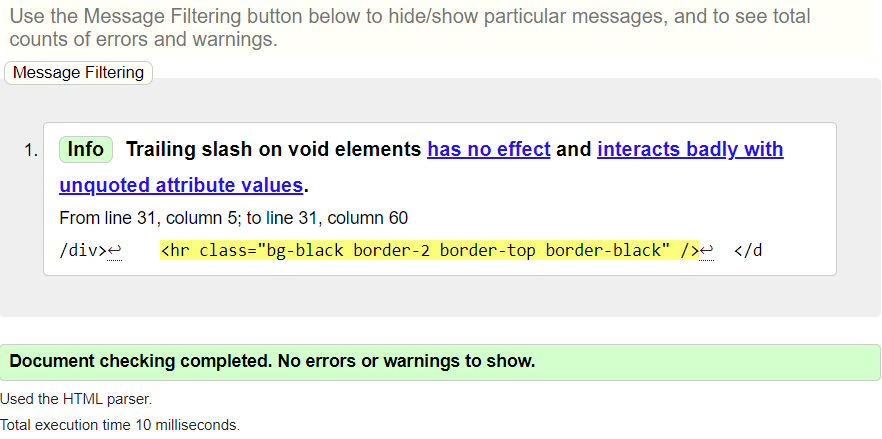 Use the Message Filtering button below to hide/show particular messages, and to see total
counts of errors and warnings.
Message Filtering
1. Info Trailing slash on void elements has no effect and interacts badly with
unquoted attribute values.
From line 31, column 5; to line 31, column 60
/div>↩ <hr class="bg-black border-2 border-top border-black" />↩ </d
Document checking completed. No errors or warnings to show.
Used the HTML parser.
Total execution time 10 milliseconds.